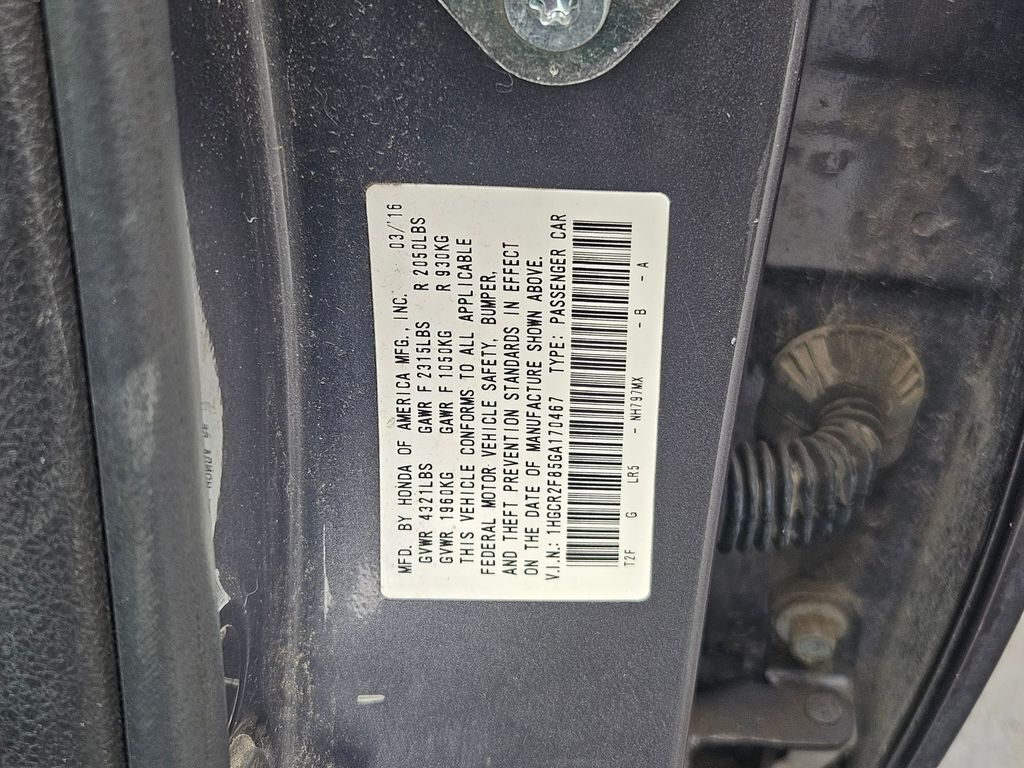 MFD. BY HONDA OF AMERICA MFG., INC. 03/'16
GVWR 4321LBS GAWR F 2315LBS R 2050LBS
GVWR 1960KG GAWR F 1050KG R 930KG
THIS VEHICLE CONFORMS TO ALL APPLICABLE
FEDERAL MOTOR VEHICLE SAFETY, BUMPER,
AND THEFT PREVENTION STANDARDS IN EFFECT
ON THE DATE OF MANUFACTURE SHOWN ABOVE.
V.I.N.: 1HGCR2F85GA170467 TYPE: PASSENGER CAR
T2F G LR5 - NH797MX - B - A